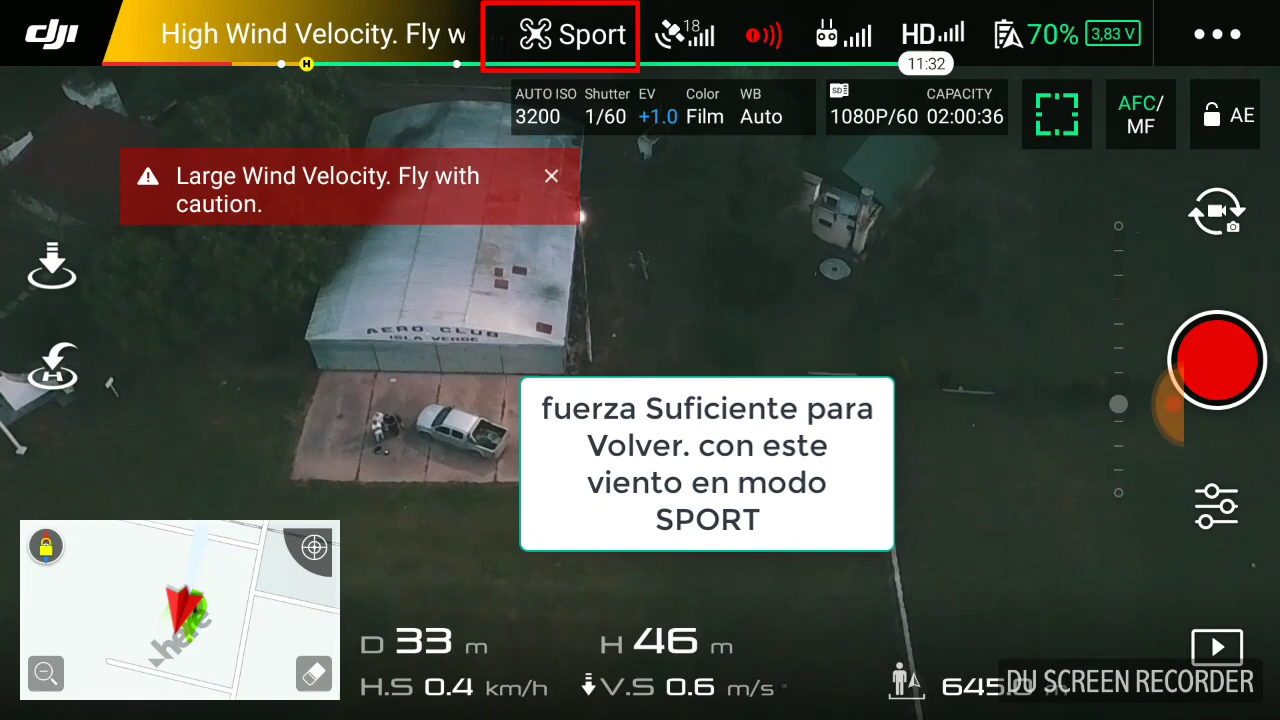 dji
High Wind Velocity. Fly w
Sport
18
HD
70%
3,83 V
H
11:32
AUTO ISO Shutter EV Color WB
3200 1/60 +1.0 Film Auto
SD CAPACITY
1080P/60 02:00:36
AFC/
MF
AE
Large Wind Velocity. Fly with
caution.
H
AERO CLUB
ISLA VERDE
fuerza Suficiente para
Volver. con este
viento en modo
SPORT
here
D 33 m H 46 m
H.S 0.4 km/h V.S 0.6 m/s
DU SCREEN RECORDER